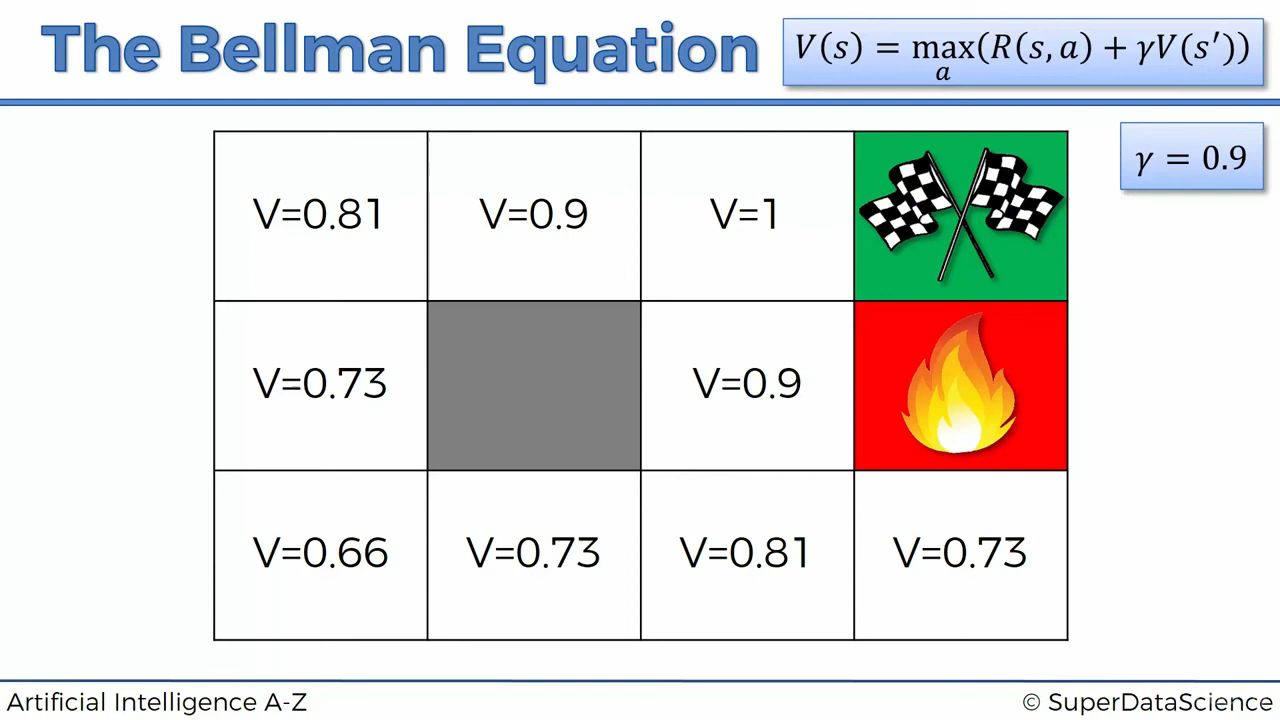 The Bellman Equation
V(s) = max(R(s, a) + γV(s′))
a
γ = 0.9
V=0.81 V=0.9 V=1
V=0.73 V=0.9
V=0.66 V=0.73 V=0.81 V=0.73
Artificial Intelligence A-Z © SuperDataScience